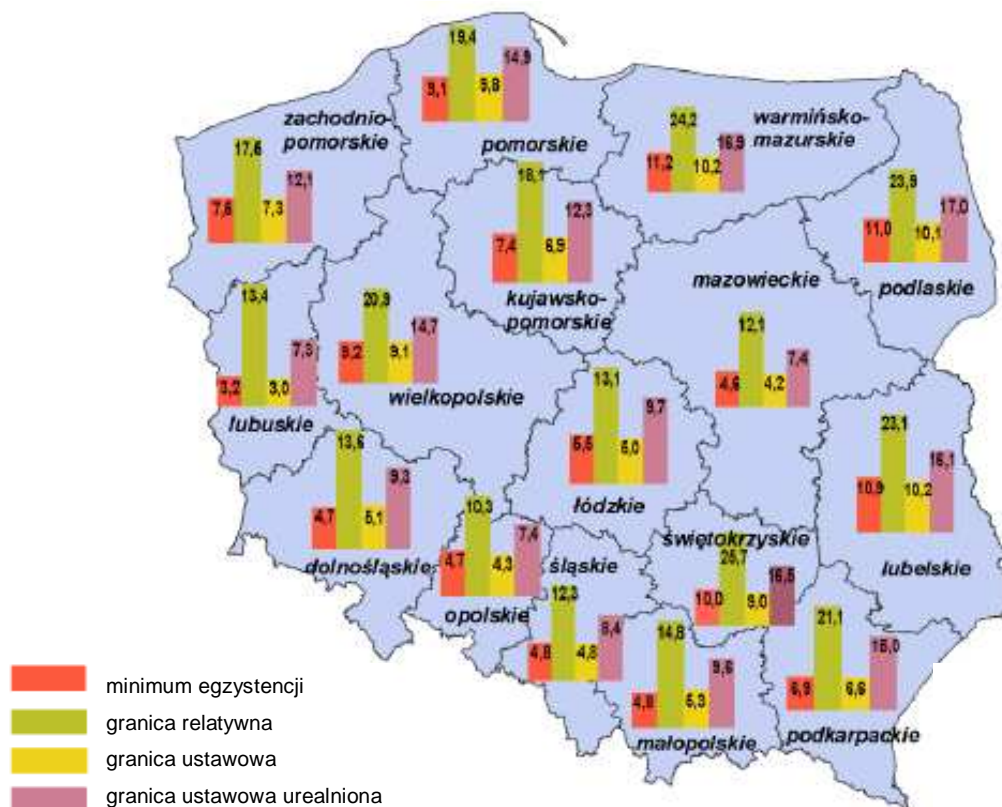 19,4
14,9
9,1
9,8
zachodnio-
pomorskie
pomorskie
warmińsko-
mazurskie
17,6
12,1
7,6
7,3
24,2
16,9
11,2
10,2
18,1
12,3
7,4
6,9
23,9
17,0
11,0
10,1
kujawsko-
pomorskie
mazowieckie
podlaskie
13,4
7,3
3,2
3,0
lubuskie
20,9
14,7
9,2
9,1
wielkopolskie
12,1
7,4
4,6
4,2
13,1
9,7
5,5
5,0
łódzkie
13,6
9,3
4,7
5,1
dolnośląskie
23,1
16,1
10,9
10,2
lubelskie
10,3
7,4
4,7
4,3
opolskie
śląskie
12,3
8,4
4,8
4,8
świętokrzyskie
25,7
16,5
10,0
9,0
14,8
9,6
4,8
5,3
małopolskie
21,1
15,0
6,9
6,6
podkarpackie
minimum egzystencji
granica relatywna
granica ustawowa
granica ustawowa urealniona